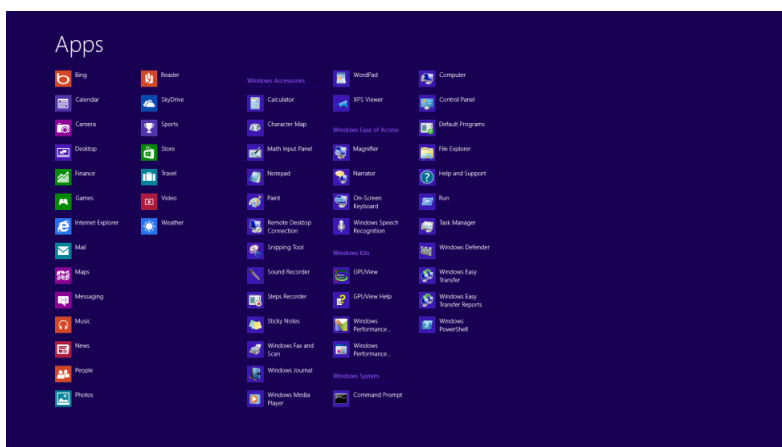 Apps
Bing
Calendar
Camera
Desktop
Finance
Games
Internet Explorer
Mail
Maps
Messaging
Music
News
People
Photos
Reader
SkyDrive
Sports
Store
Travel
Video
Weather
Windows Accessories
Calculator
Character Map
Math Input Panel
Notepad
Paint
Remote Desktop
Connection
Snipping Tool
Sound Recorder
Steps Recorder
Sticky Notes
Windows Fax and
Scan
Windows Journal
Windows Media
Player
WordPad
XPS Viewer
Windows Ease of Access
Magnifier
Narrator
On-Screen
Keyboard
Windows Speech
Recognition
Windows Kits
GPUView
GPUView Help
Windows
Performance...
Windows
Performance...
Windows System
Command Prompt
Computer
Control Panel
Default Programs
File Explorer
Help and Support
Run
Task Manager
Windows Defender
Windows Easy
Transfer
Windows Easy
Transfer Reports
Windows
PowerShell